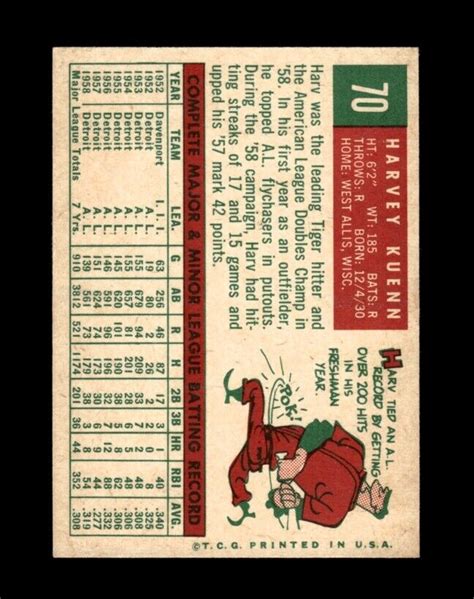 70
HARVEY KUENN
HT: 6'2" WT: 185 BATS: R
THROWS: R BORN: 12/4/30
HOME: WEST ALLIS, WISC.
Harv was the leading Tiger hitter and
the American League Doubles Champ in
'58. In his first year as an outfielder,
he topped A.L. flychasers in putouts.
During the '58 campaign, Harv had hit-
ting streaks of 17 and 15 games and
upped his '57 mark 42 points.
HARV TIED AN A.L.
RECORD BY GETTING
OVER 200 HITS
IN HIS
FRESHMAN
YEAR.
POK!
COMPLETE MAJOR & MINOR LEAGUE BATTING RECORD
YEAR TEAM LEA. G AB R H 2B 3B HR RBI AVG.
1952 Davenport I.I.I. 63 256 46 87 17 3 1 40 .340
1952 Detroit A.L. 19 80 2 26 2 2 0 8 .325
1953 Detroit A.L. 155 679 94 209 33 7 2 48 .308
1954 Detroit A.L. 155 656 81 201 28 6 5 48 .306
1955 Detroit A.L. 145 620 101 190 38 5 8 62 .306
1956 Detroit A.L. 146 591 96 196 32 7 12 88 .332
1957 Detroit A.L. 151 624 74 173 30 6 9 44 .277
1958 Detroit A.L. 139 561 73 179 39 3 8 54 .319
Major League Totals 7 Yrs. 910 3812 521 1174 201 36 44 352 .308
©T.C.G. PRINTED IN U.S.A.